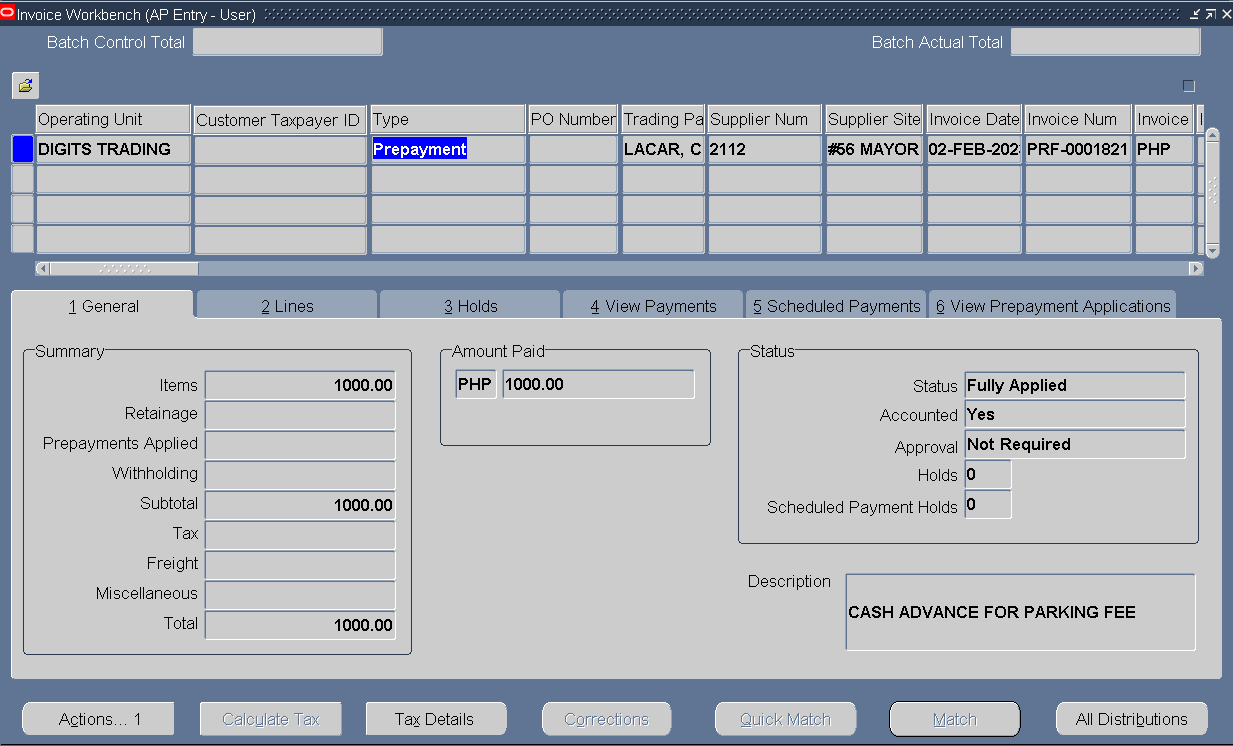 Invoice Workbench (AP Entry - User)
Batch Control Total Batch Actual Total
Operating Unit Customer Taxpayer ID Type PO Number Trading Pa Supplier Num Supplier Site Invoice Date Invoice Num Invoice
DIGITS TRADING Prepayment LACAR, C 2112 #56 MAYOR 02-FEB-202 PRF-0001821 PHP
1 General 2 Lines 3 Holds 4 View Payments 5 Scheduled Payments 6 View Prepayment Applications
Summary
Items 1000.00
Retainage
Prepayments Applied
Withholding
Subtotal 1000.00
Tax
Freight
Miscellaneous
Total 1000.00
Amount Paid
PHP 1000.00
Status
Status Fully Applied
Accounted Yes
Approval Not Required
Holds 0
Scheduled Payment Holds 0
Description CASH ADVANCE FOR PARKING FEE
Actions... 1 Calculate Tax Tax Details Corrections Quick Match Match All Distributions